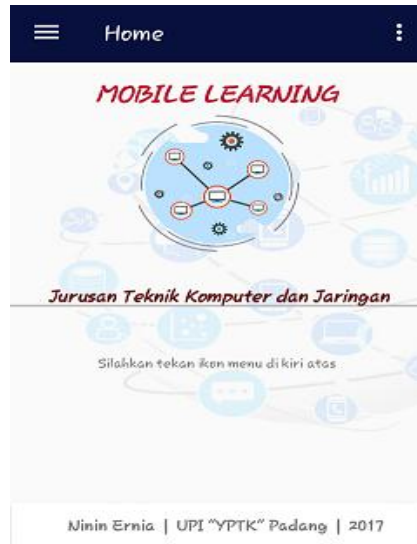 Home
MOBILE LEARNING
Jurusan Teknik Komputer dan Jaringan
Silahkan tekan ikon menu di kiri atas
Ninin Ernia | UPI "YPTK" Padang | 2017